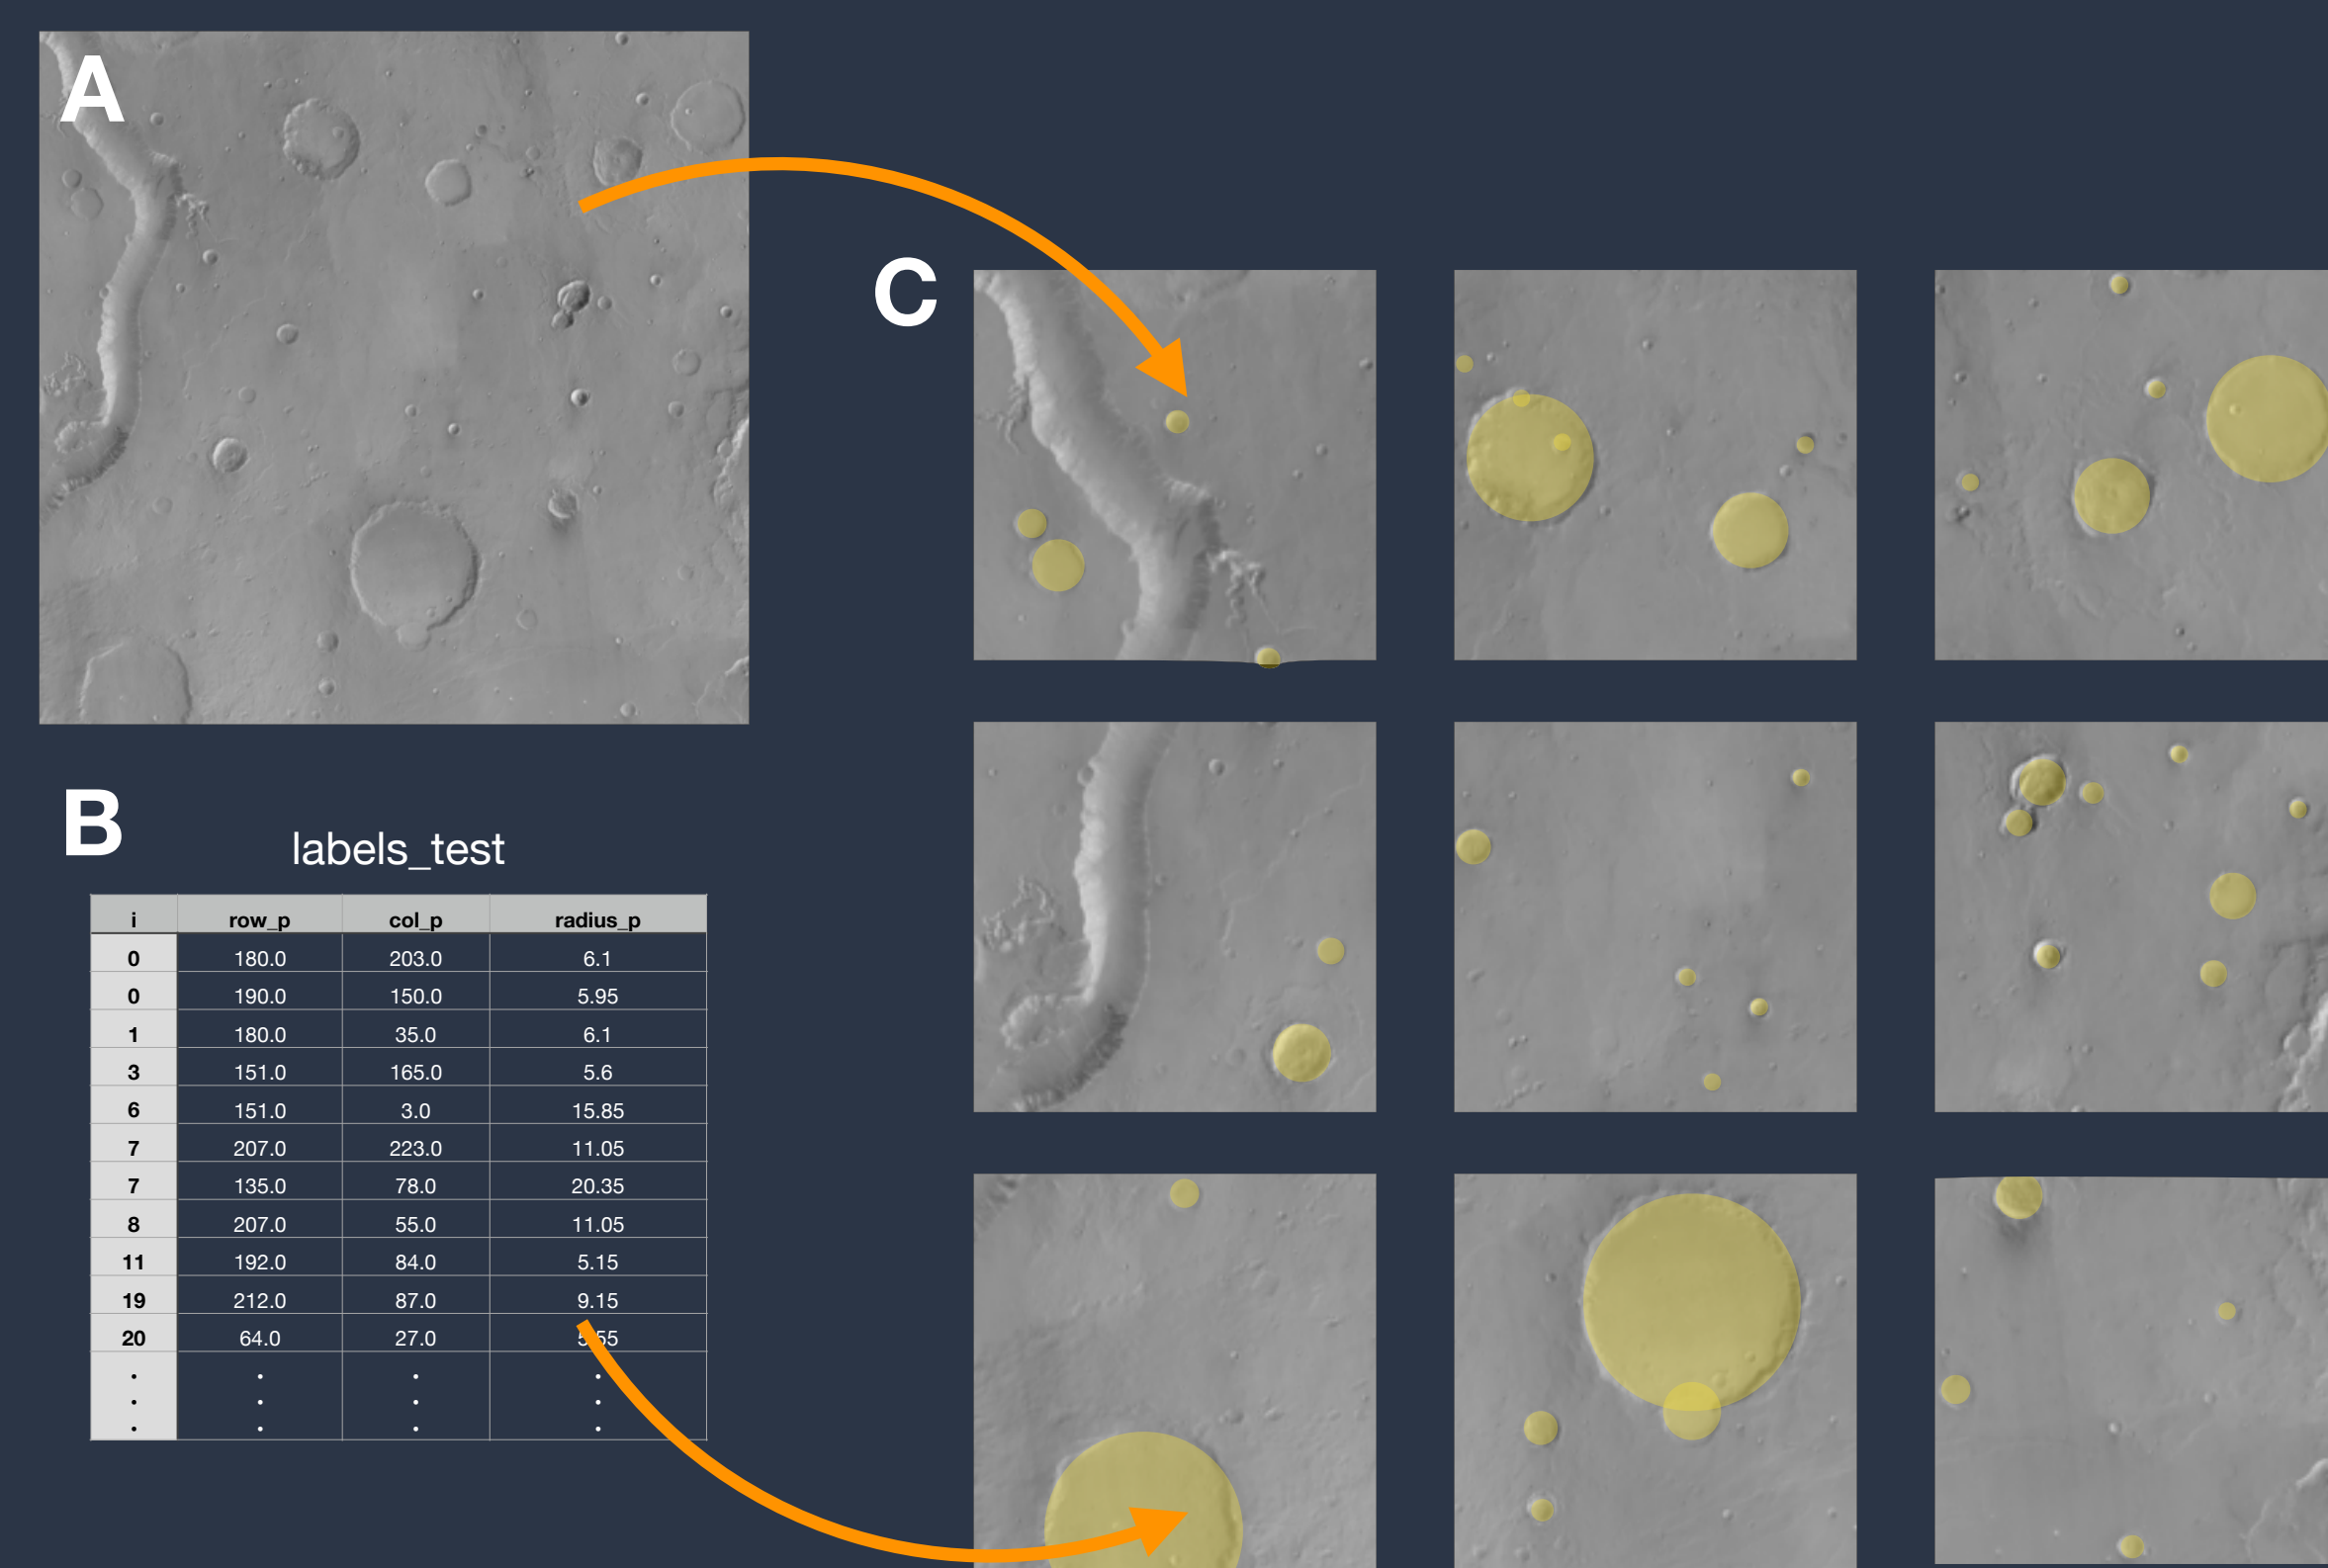 A
C
B
labels_test
i row_p col_p radius_p
0 180.0 203.0 6.1
0 190.0 150.0 5.95
1 180.0 35.0 6.1
3 151.0 165.0 5.6
6 151.0 3.0 15.85
7 207.0 223.0 11.05
7 135.0 78.0 20.35
8 207.0 55.0 11.05
11 192.0 84.0 5.15
19 212.0 87.0 9.15
20 64.0 27.0 5.55
. . . .
. . . .
. . . .